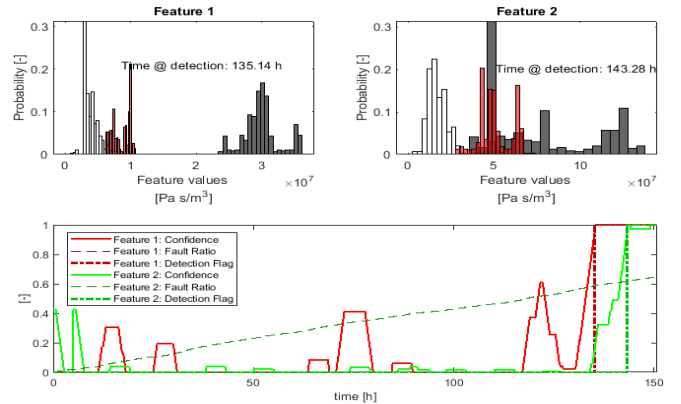 Feature 1
Probability [-]
0.3
0.2
0.1
0
Time @ detection: 135.14 h
0 1 2 3
×10⁷
Feature values
[Pa s/m³]
Feature 2
Probability [-]
0.3
0.2
0.1
0
Time @ detection: 143.28 h
0 5 10
×10⁷
Feature values
[Pa s/m³]
[-]
1
0.8
0.6
0.4
0.2
0
Feature 1: Confidence
Feature 1: Fault Ratio
Feature 1: Detection Flag
Feature 2: Confidence
Feature 2: Fault Ratio
Feature 2: Detection Flag
0 50 100 150
time [h]